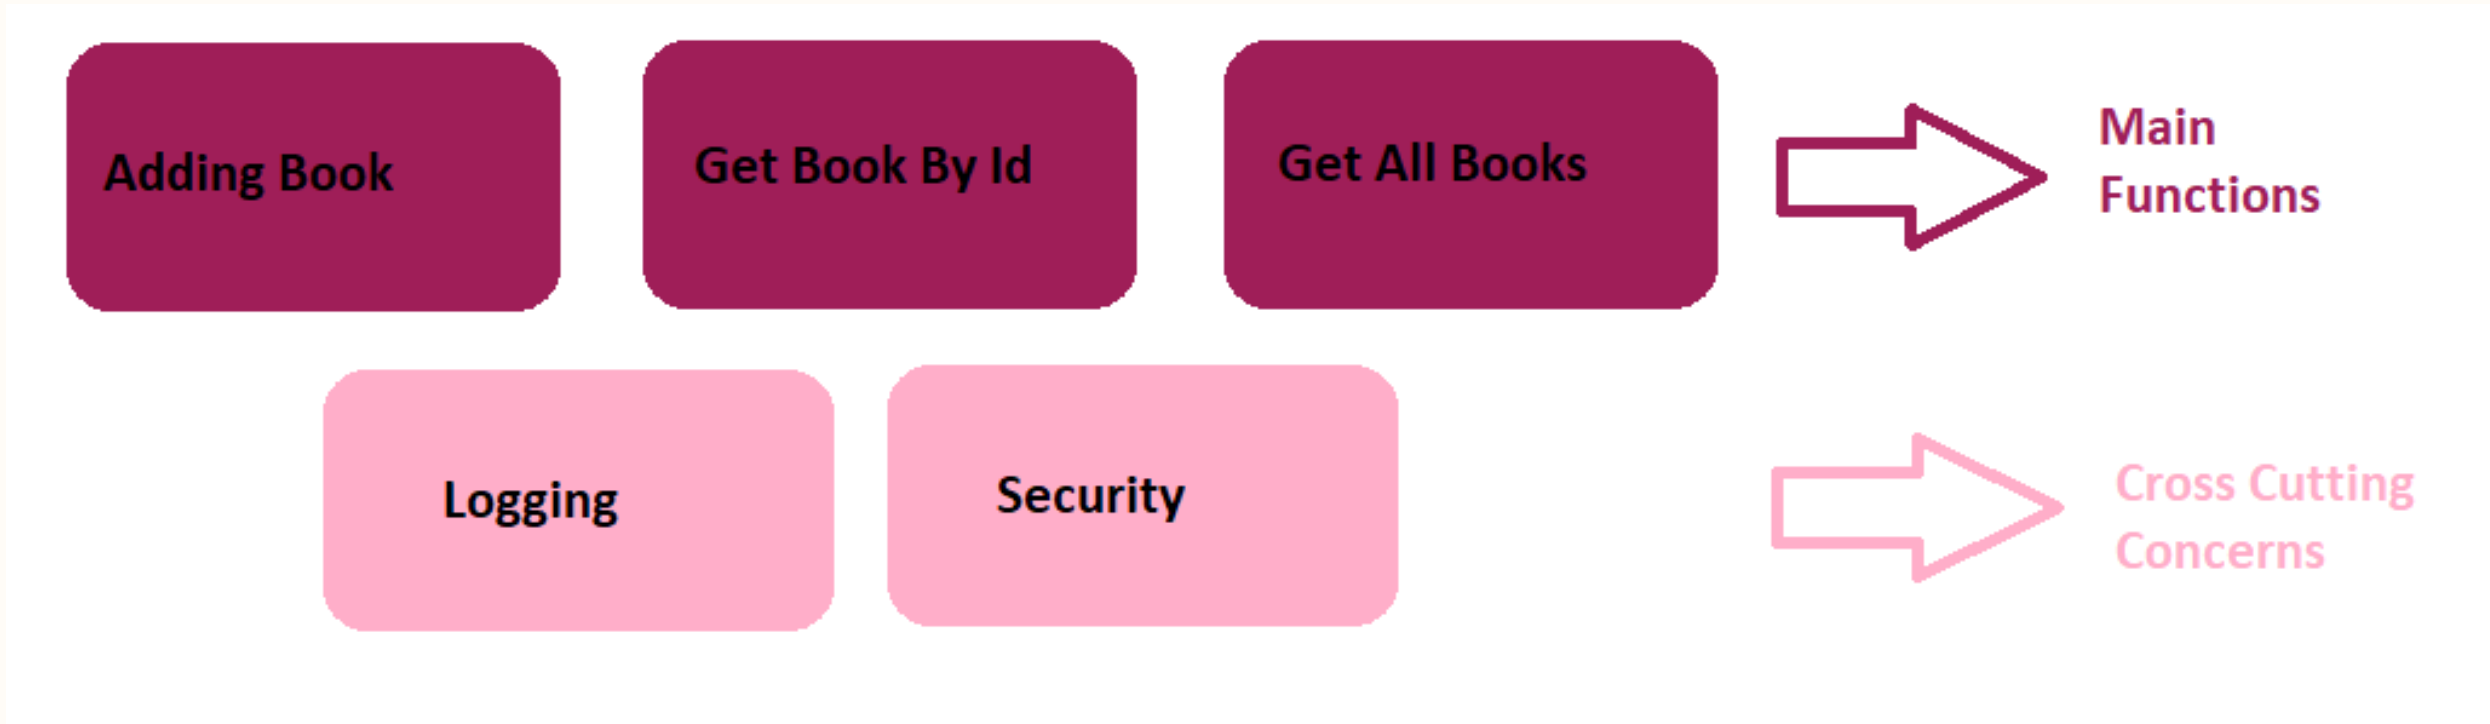 Adding Book
Get Book By Id
Get All Books
Main
Functions
Logging
Security
Cross Cutting
Concerns